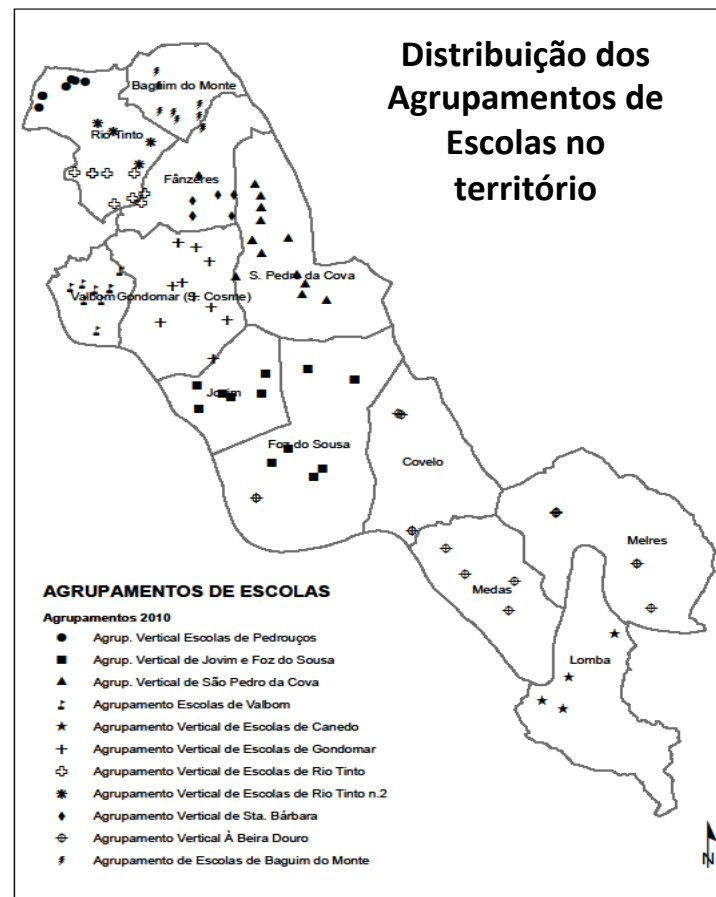 Distribuição dos
Agrupamentos de
Escolas no
território
Baguim do Monte
Rio Tinto
Fânzeres
S. Pedro da Cova
Valbom
Gondomar (S. Cosme)
Jovim
Foz do Sousa
Covelo
Melres
Medas
Lomba
AGRUPAMENTOS DE ESCOLAS
Agrupamentos 2010
Agrup. Vertical Escolas de Pedrouços
Agrup. Vertical de Jovim e Foz do Sousa
Agrup. Vertical de São Pedro da Cova
Agrupamento Escolas de Valbom
Agrupamento Vertical de Escolas de Canedo
Agrupamento Vertical de Escolas de Gondomar
Agrupamento Vertical de Escolas de Rio Tinto
Agrupamento Vertical de Escolas de Rio Tinto n.2
Agrupamento Vertical de Sta. Bárbara
Agrupamento Vertical À Beira Douro
Agrupamento de Escolas de Baguim do Monte
N